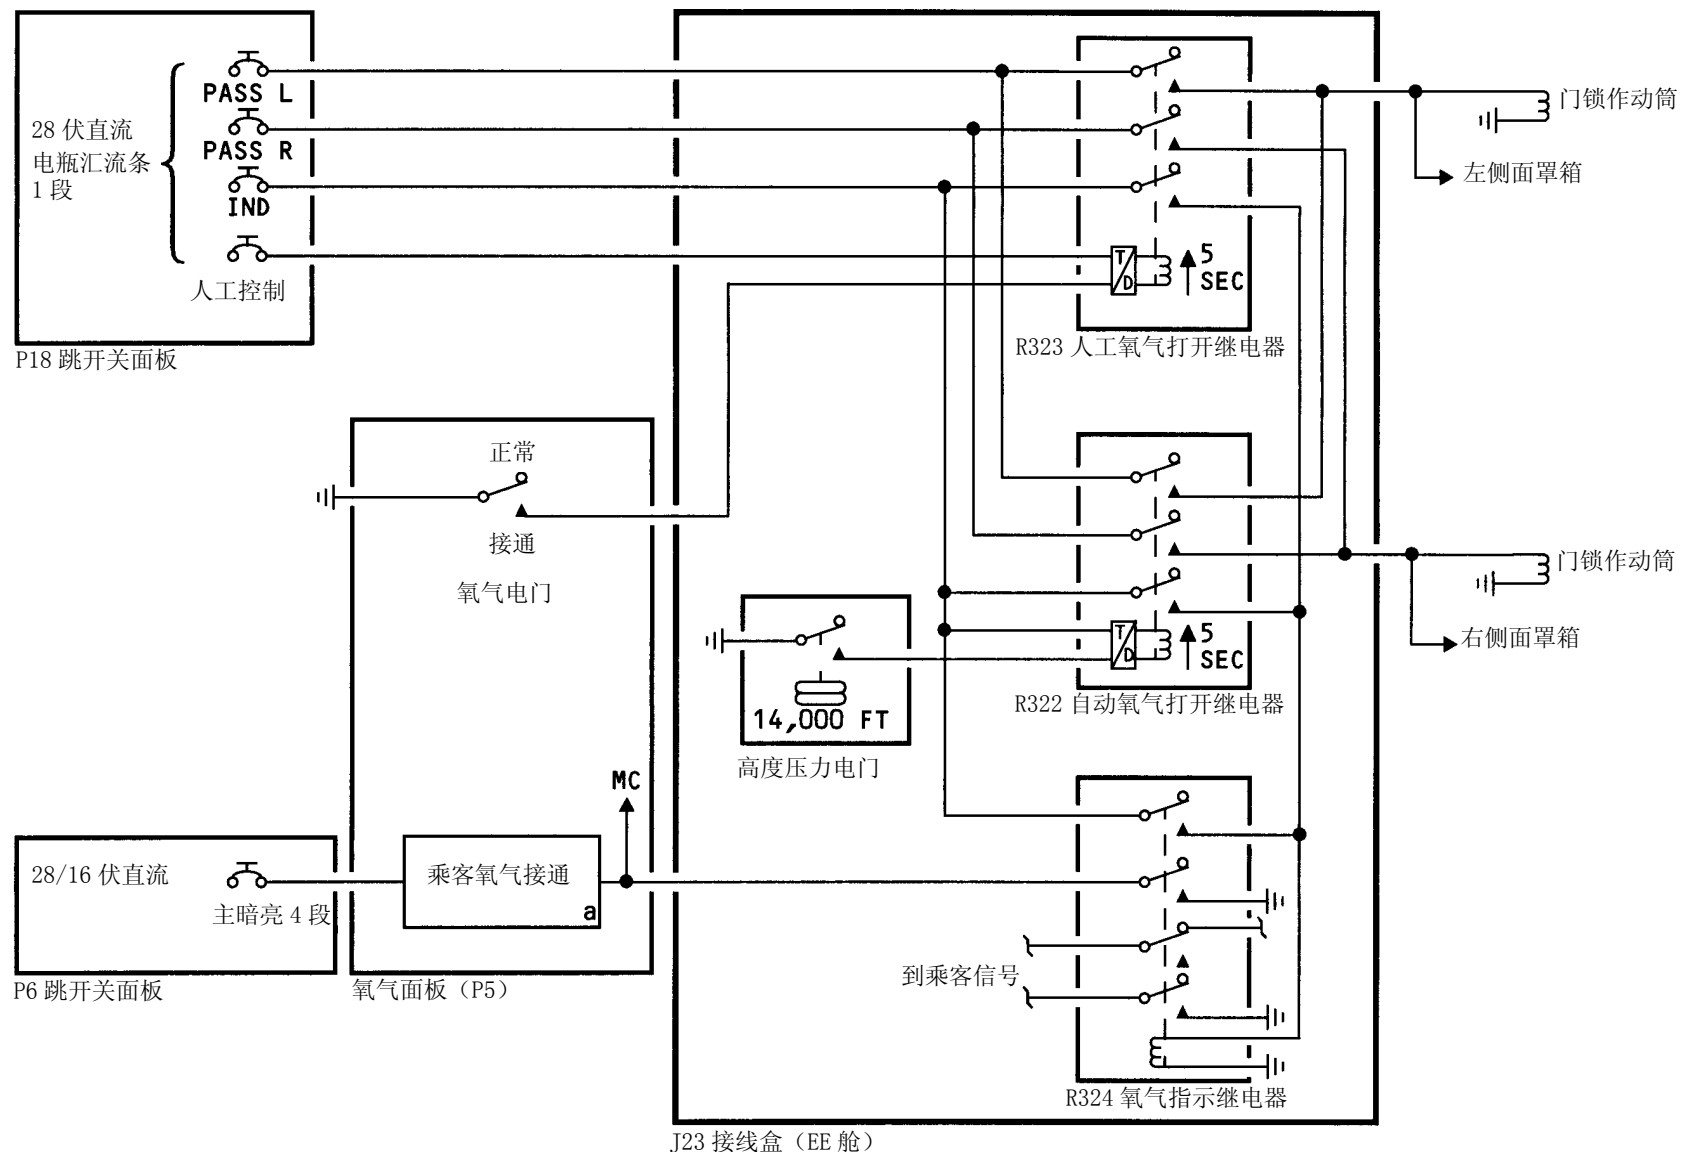 PASS L
PASS R
IND
28 伏直流
电瓶汇流条
1 段
人工控制
P18 跳开关面板
T/D
5
SEC
R323 人工氧气打开继电器
门锁作动筒
左侧面罩箱
正常
接通
氧气电门
14,000 FT
高度压力电门
T/D
5
SEC
R322 自动氧气打开继电器
门锁作动筒
右侧面罩箱
MC
28/16 伏直流
主暗亮 4 段
P6 跳开关面板
乘客氧气接通
a
氧气面板（P5）
到乘客信号
R324 氧气指示继电器
J23 接线盒（EE 舱）